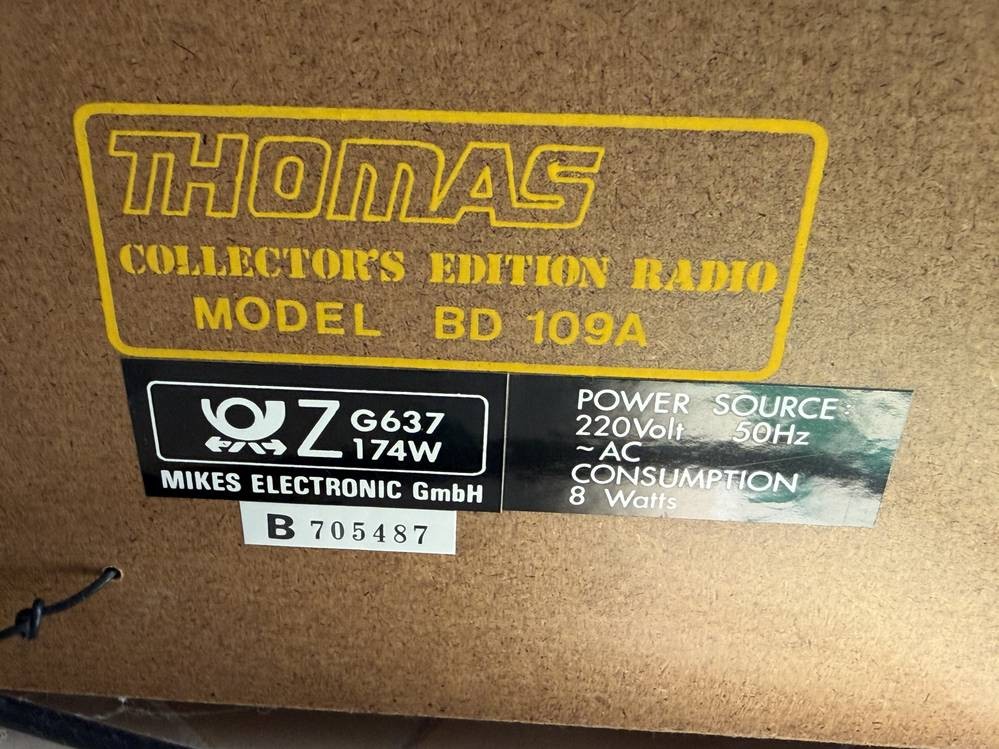 THOMAS
COLLECTOR'S EDITION RADIO
MODEL BD 109A
Z G637
174W
MIKES ELECTRONIC GmbH
B 705487
POWER SOURCE:
220Volt 50Hz
~AC
CONSUMPTION
8 Watts